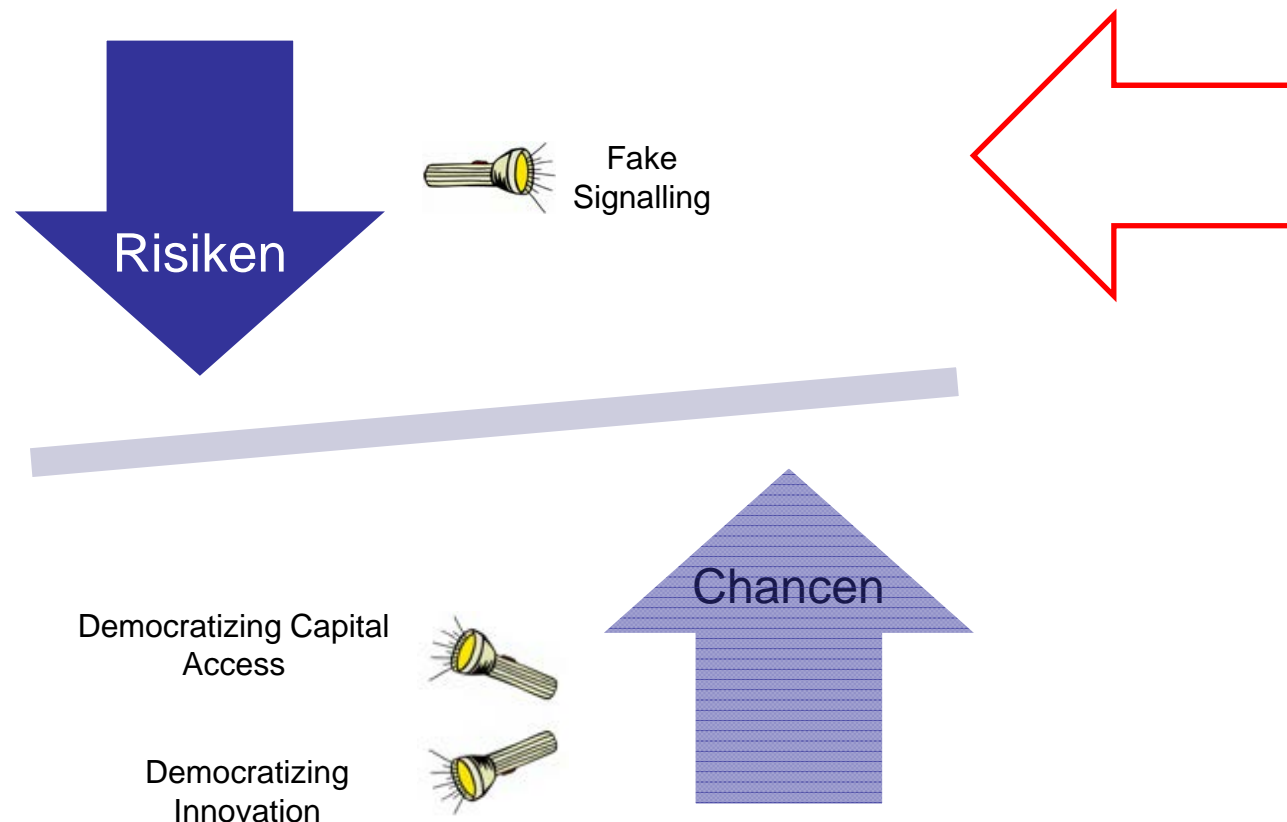 Fake
Signalling
Risiken
Chancen
Democratizing Capital
Access
Democratizing
Innovation